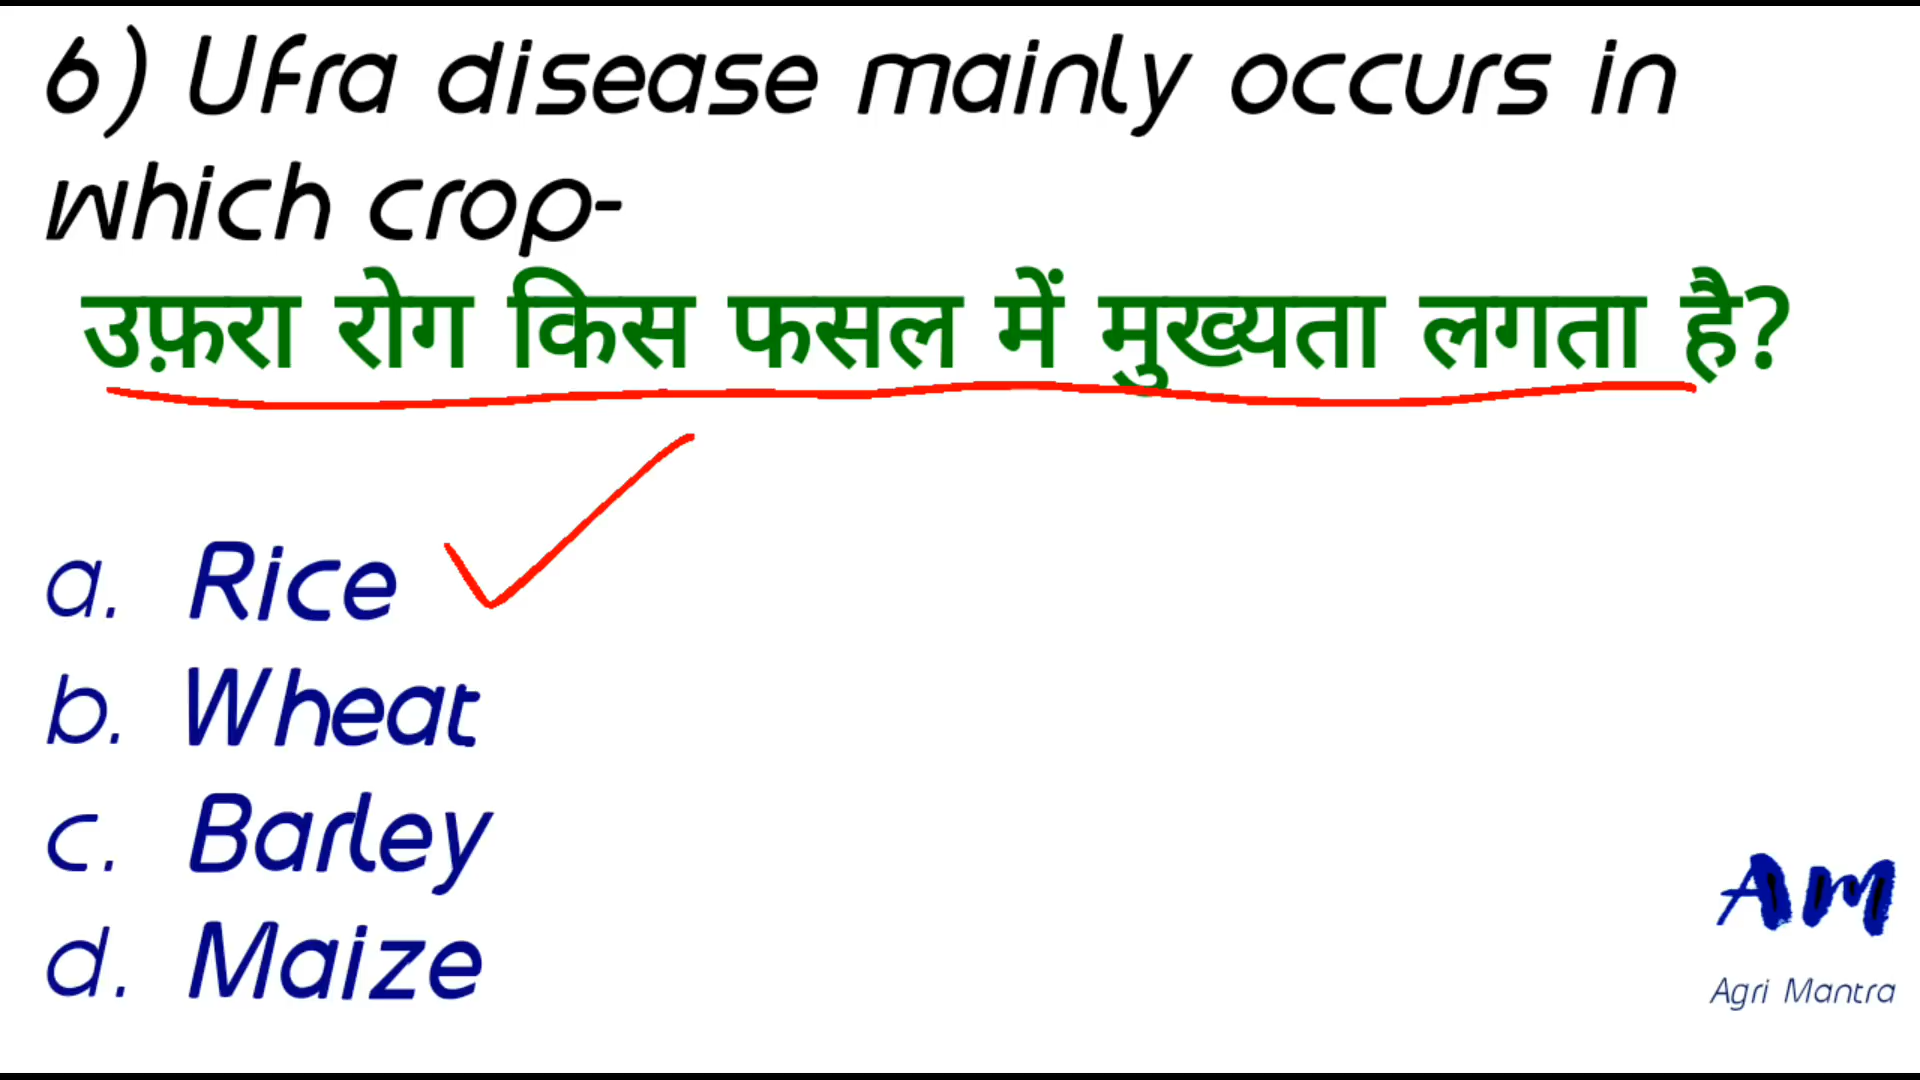 6) Ufra disease mainly occurs in
which crop-
उफ़रा रोग किस फसल में मुख्यता लगता है?
a. Rice
b. Wheat
c. Barley
d. Maize
AM
Agri Mantra